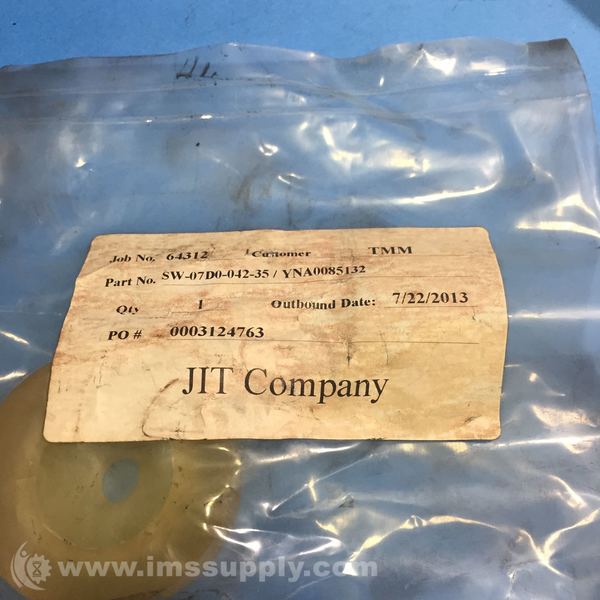 Job No. 64312 Customer TMM
Part No. SW-07D0-042-35 / YNA0085132
Qty 1 Outbound Date: 7/22/2013
PO # 0003124763
JIT Company
www.imssupply.com